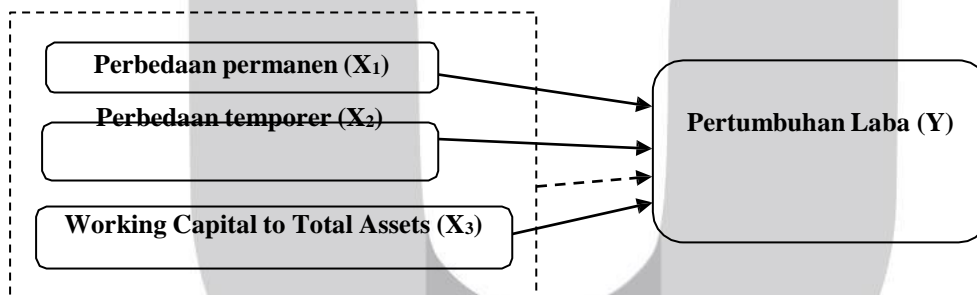 Perbedaan permanen (X₁)
Perbedaan temporer (X₂)
Pertumbuhan Laba (Y)
Working Capital to Total Assets (X₃)